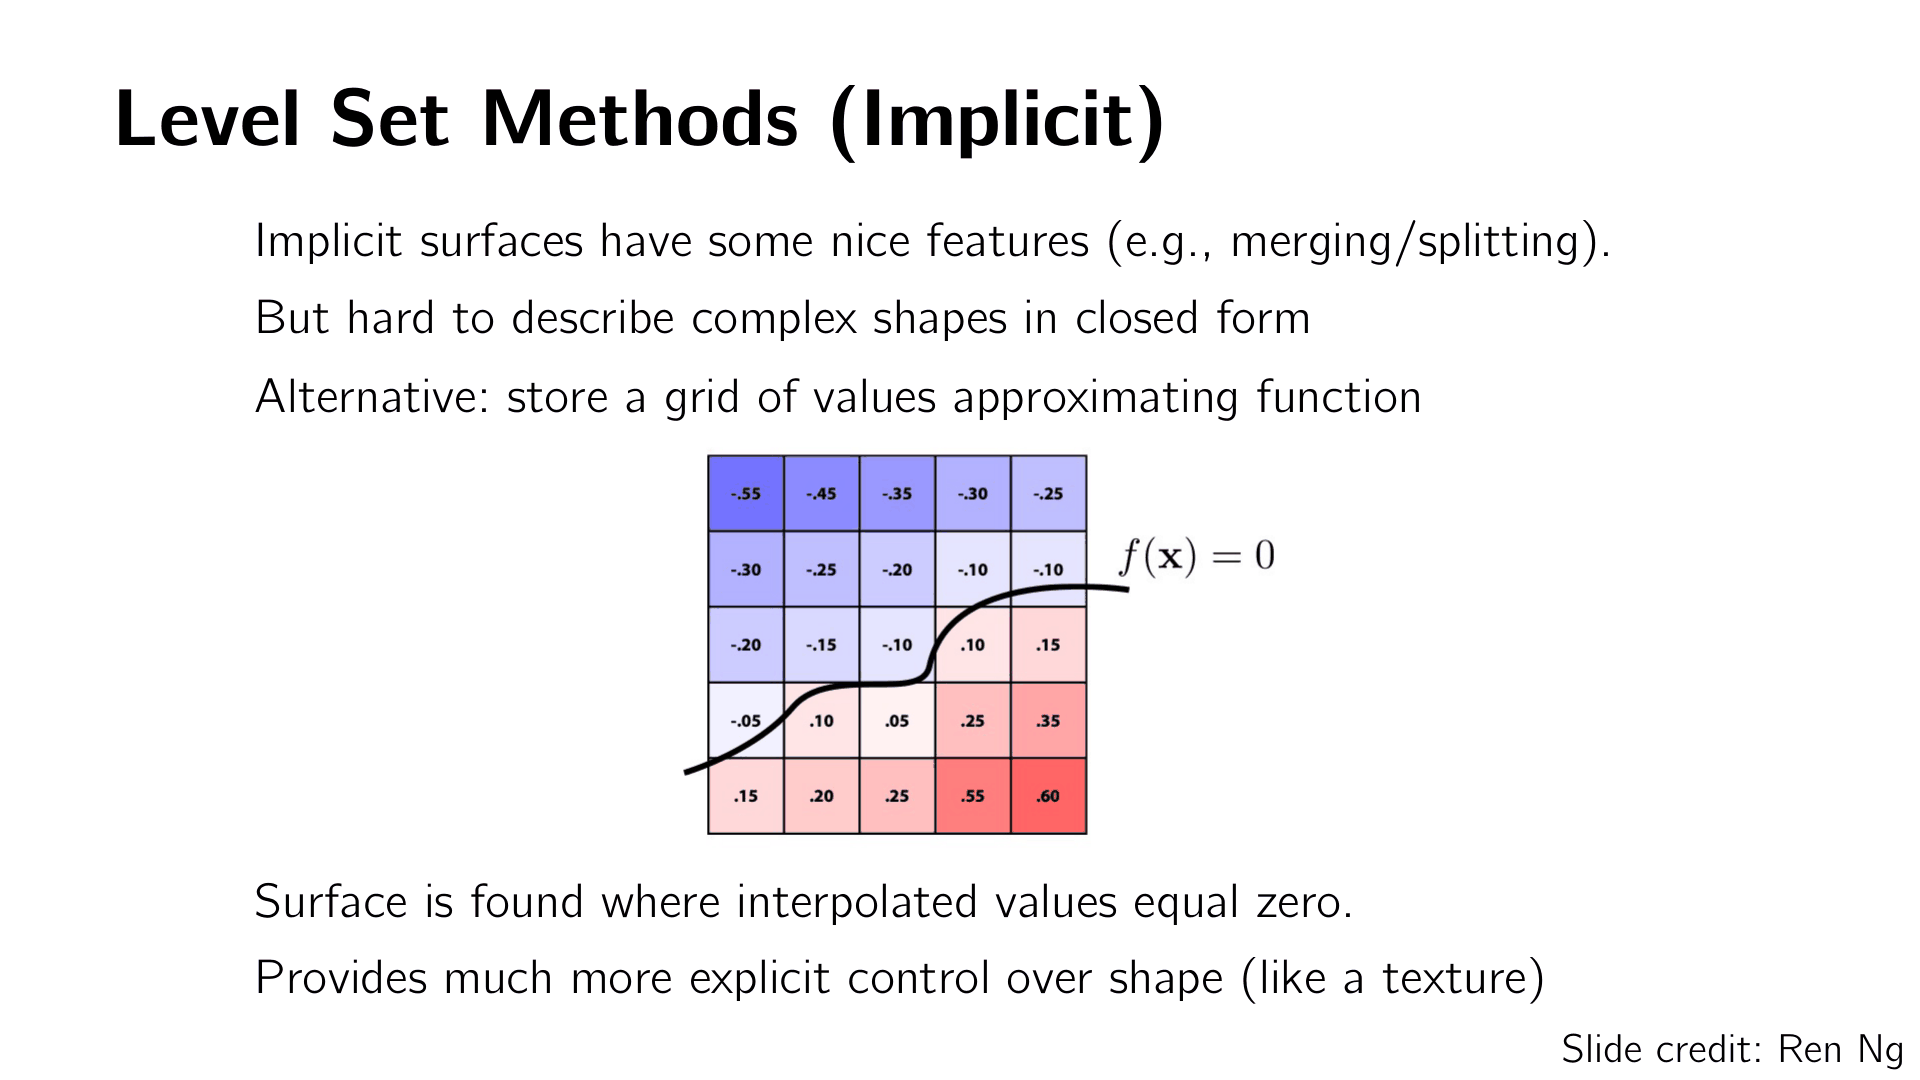 Level Set Methods (Implicit)
Implicit surfaces have some nice features (e.g., merging/splitting).
But hard to describe complex shapes in closed form
Alternative: store a grid of values approximating function
-.55 -.45 -.35 -.30 -.25
-.30 -.25 -.20 -.10 -.10
f(x) = 0
-.20 -.15 -.10 .10 .15
-.05 .10 .05 .25 .35
.15 .20 .25 .55 .60
Surface is found where interpolated values equal zero.
Provides much more explicit control over shape (like a texture)
Slide credit: Ren Ng